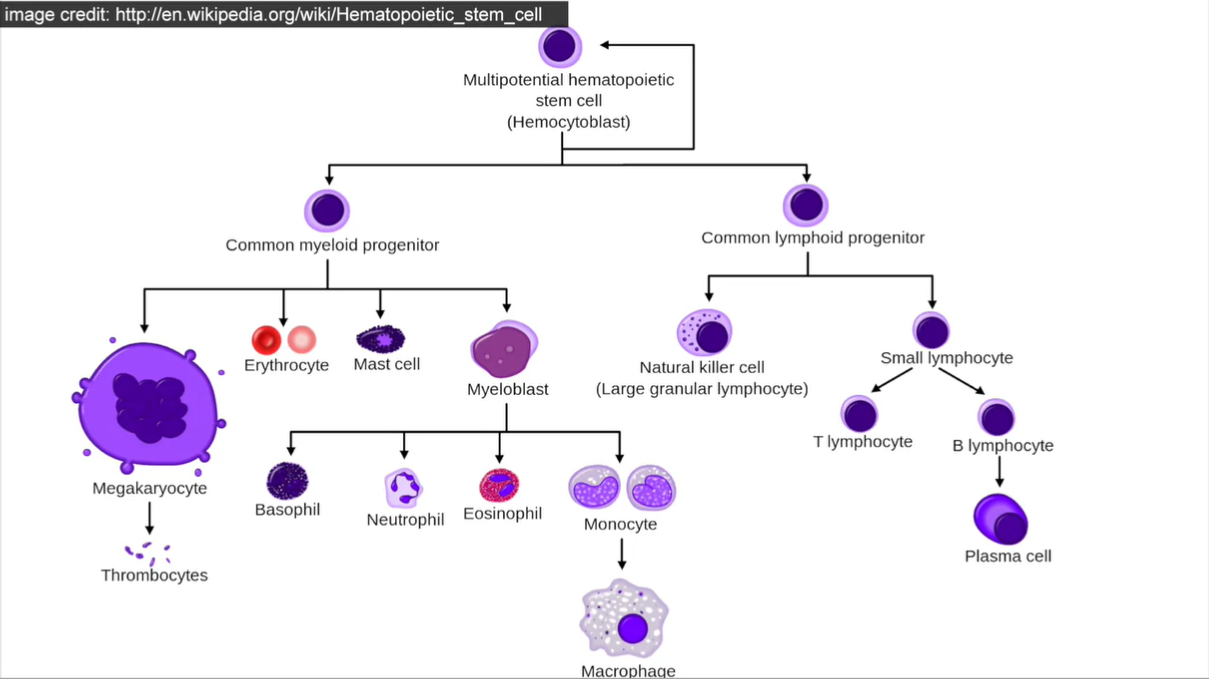 image credit: http://en.wikipedia.org/wiki/Hematopoietic_stem_cell
Multipotential hematopoietic
stem cell
(Hemocytoblast)
Common myeloid progenitor
Common lymphoid progenitor
Erythrocyte
Mast cell
Myeloblast
Natural killer cell
(Large granular lymphocyte)
Small lymphocyte
T lymphocyte
B lymphocyte
Megakaryocyte
Basophil
Neutrophil
Eosinophil
Monocyte
Plasma cell
Thrombocytes
Macrophage